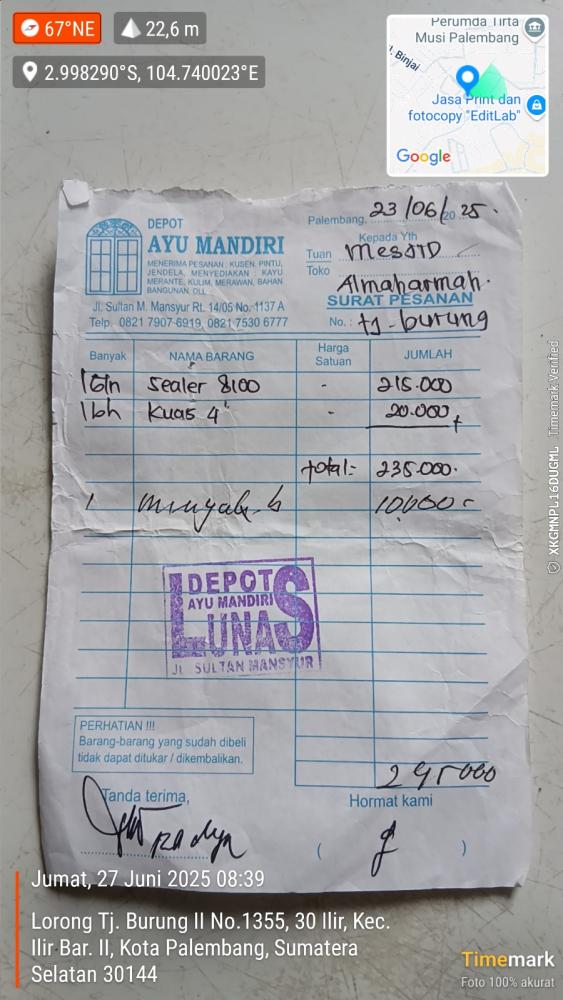 67°NE
22,6 m
2.998290°S, 104.740023°E
Perumda Tirta
Musi Palembang
Jl. Binjai
Jasa Print dan
fotocopy "EditLab"
Google
DEPOT
AYU MANDIRI
MENERIMA PESANAN, KUSEN, PINTU,
JENDELA, MENYEDIAKAN : KAYU
MERANTE, KULIM, MERAWAN, BAHAN
BANGUNAN, DLL
Jl. Sultan M. Mansyur Rt. 14/05 No. 1137 A
Telp. 0821 7907 6919, 0821 7530 6777
Palembang, 23/06/2025.
Kepada Yth
Tuan Mesjid
Toko
Almaharmah.
SURAT PESANAN
No.: tj-burung
Banyak NAMA BARANG Harga Satuan JUMLAH
1Gln Sealer 8100 - 215.000
1bh Kuas 4" - 20.000 +
total = 235.000.
1 minyak 10.000 -
DEPOT
AYU MANDIRI
LUNAS
JL SULTAN MANSYUR
PERHATIAN !!!
Barang-barang yang sudah dibeli
tidak dapat ditukar / dikembalikan.
245000
Tanda terima,
Hormat kami
( )
Jumat, 27 Juni 2025 08:39
Lorong Tj. Burung II No.1355, 30 Ilir, Kec.
Ilir Bar. II, Kota Palembang, Sumatera
Selatan 30144
Timemark
Foto 100% akurat
XKGMNPL16DUGML Timemark Verified